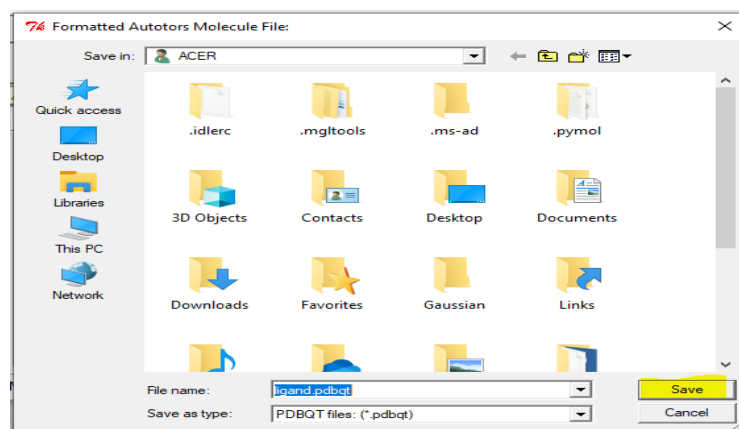 Formatted Autotors Molecule File:
Save in: ACER
Quick access
Desktop
Libraries
This PC
Network
.idlerc .mgltools .ms-ad .pymol
3D Objects Contacts Desktop Documents
Downloads Favorites Gaussian Links
File name: ligand.pdbqt Save
Save as type: PDBQT files: (*.pdbqt) Cancel